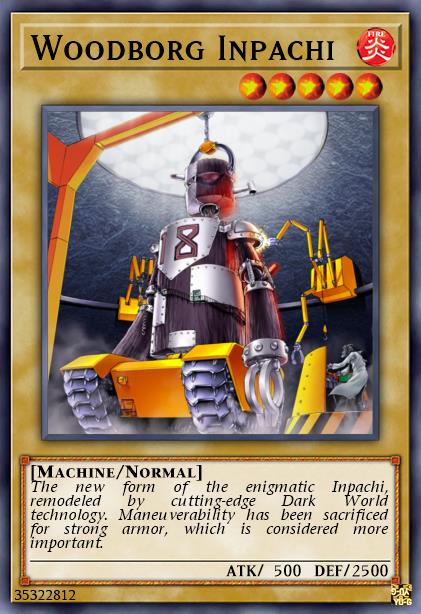 WOODBORG INPACHI
FIRE
炎
18
[MACHINE/NORMAL]
The new form of the enigmatic Inpachi,
remodeled by cutting-edge Dark World
technology. Maneuverability has been sacrificed
for strong armor, which is considered more
important.
ATK/ 500 DEF/2500
35322812